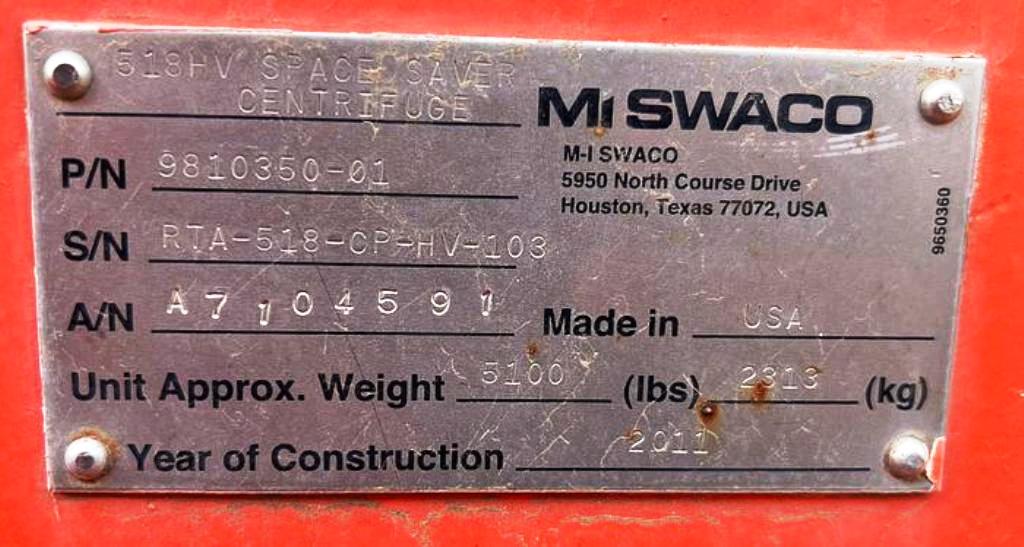 518HV SPACE SAVER
CENTRIFUGE
MI SWACO
M-I SWACO
5950 North Course Drive
Houston, Texas 77072, USA
9650360
P/N 9810350-01
S/N RTA-518-CP-HV-103
A/N A7104591
Made in USA
Unit Approx. Weight 5100 (lbs) 2313 (kg)
Year of Construction 2011